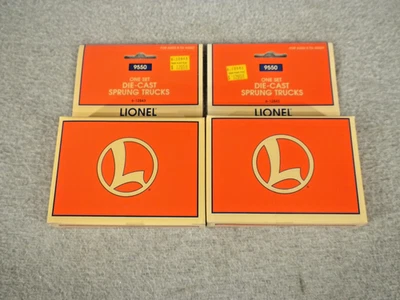 9550
ONE SET
DIE-CAST
SPRUNG TRUCKS
LIONEL
9550
ONE SET
DIE-CAST
SPRUNG TRUCKS
LIONEL
L
L